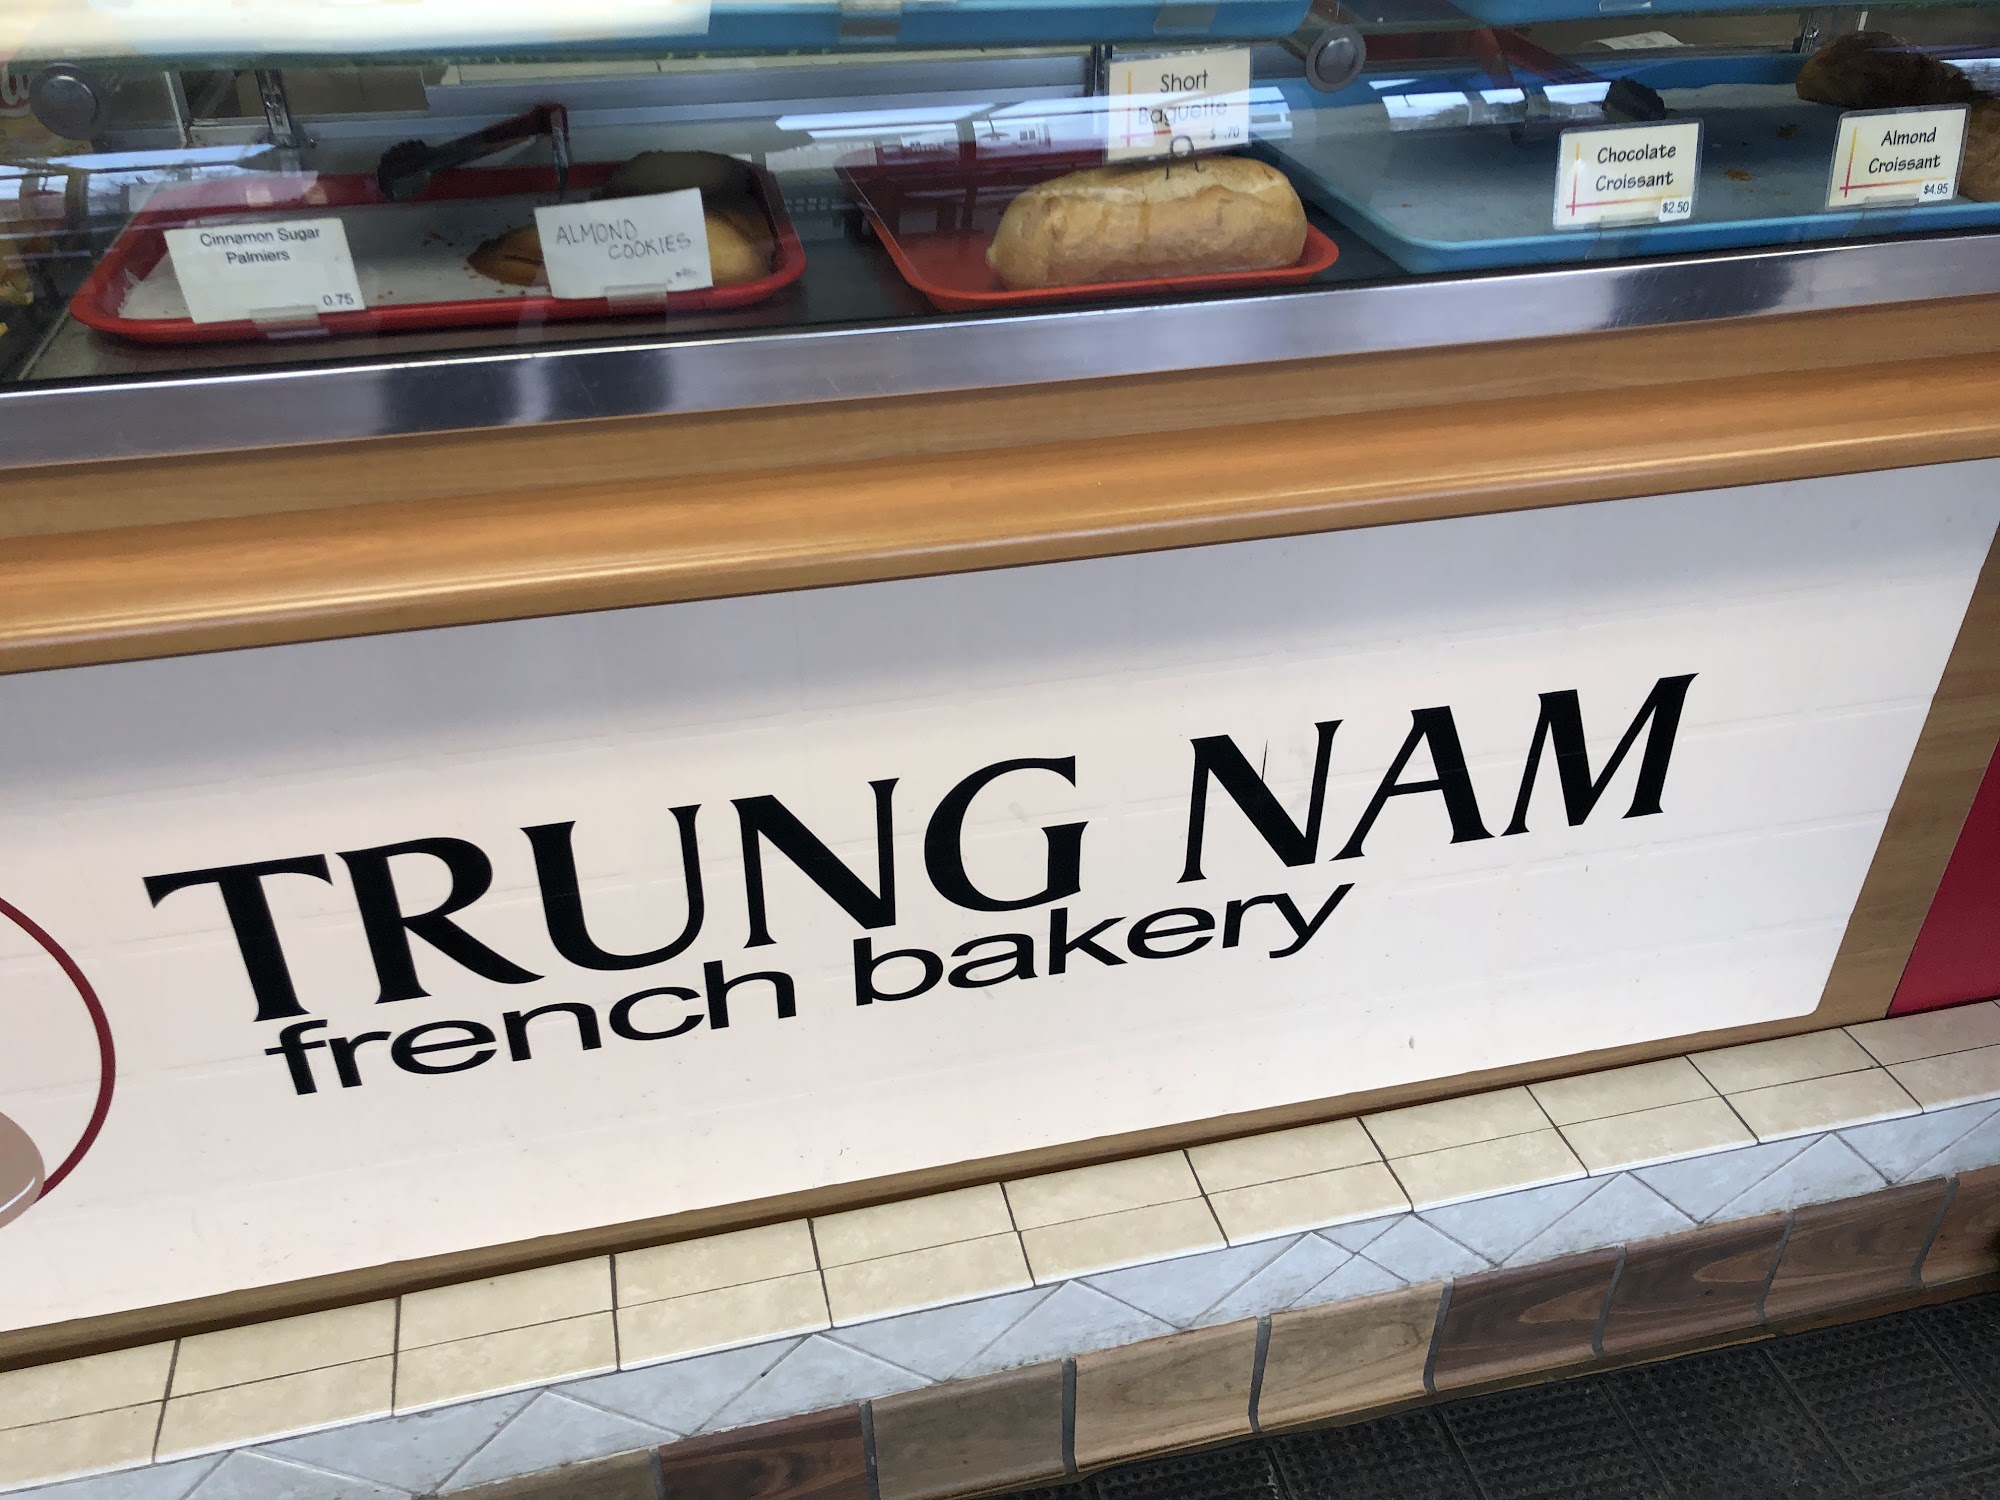 Short
Baguette
$ .70
Chocolate
Croissant
$2.50
Almond
Croissant
$4.95
Cinnamon Sugar
Palmiers
0.75
ALMOND
COOKIES
TRUNG NAM
french bakery